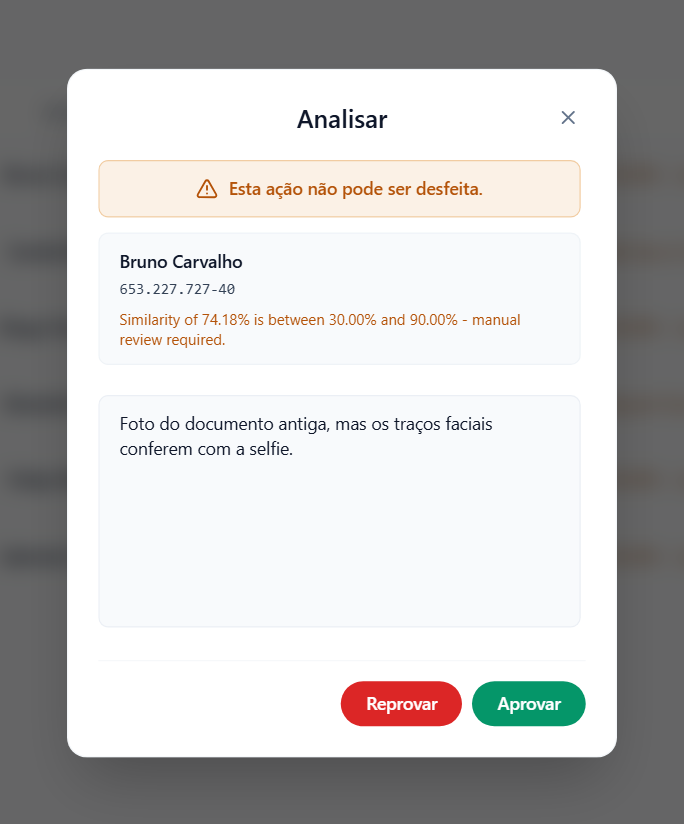 Analisar
Esta ação não pode ser desfeita.
Bruno Carvalho
653.227.727-40
Similarity of 74.18% is between 30.00% and 90.00% - manual
review required.
Foto do documento antiga, mas os traços faciais
conferem com a selfie.
Reprovar
Aprovar